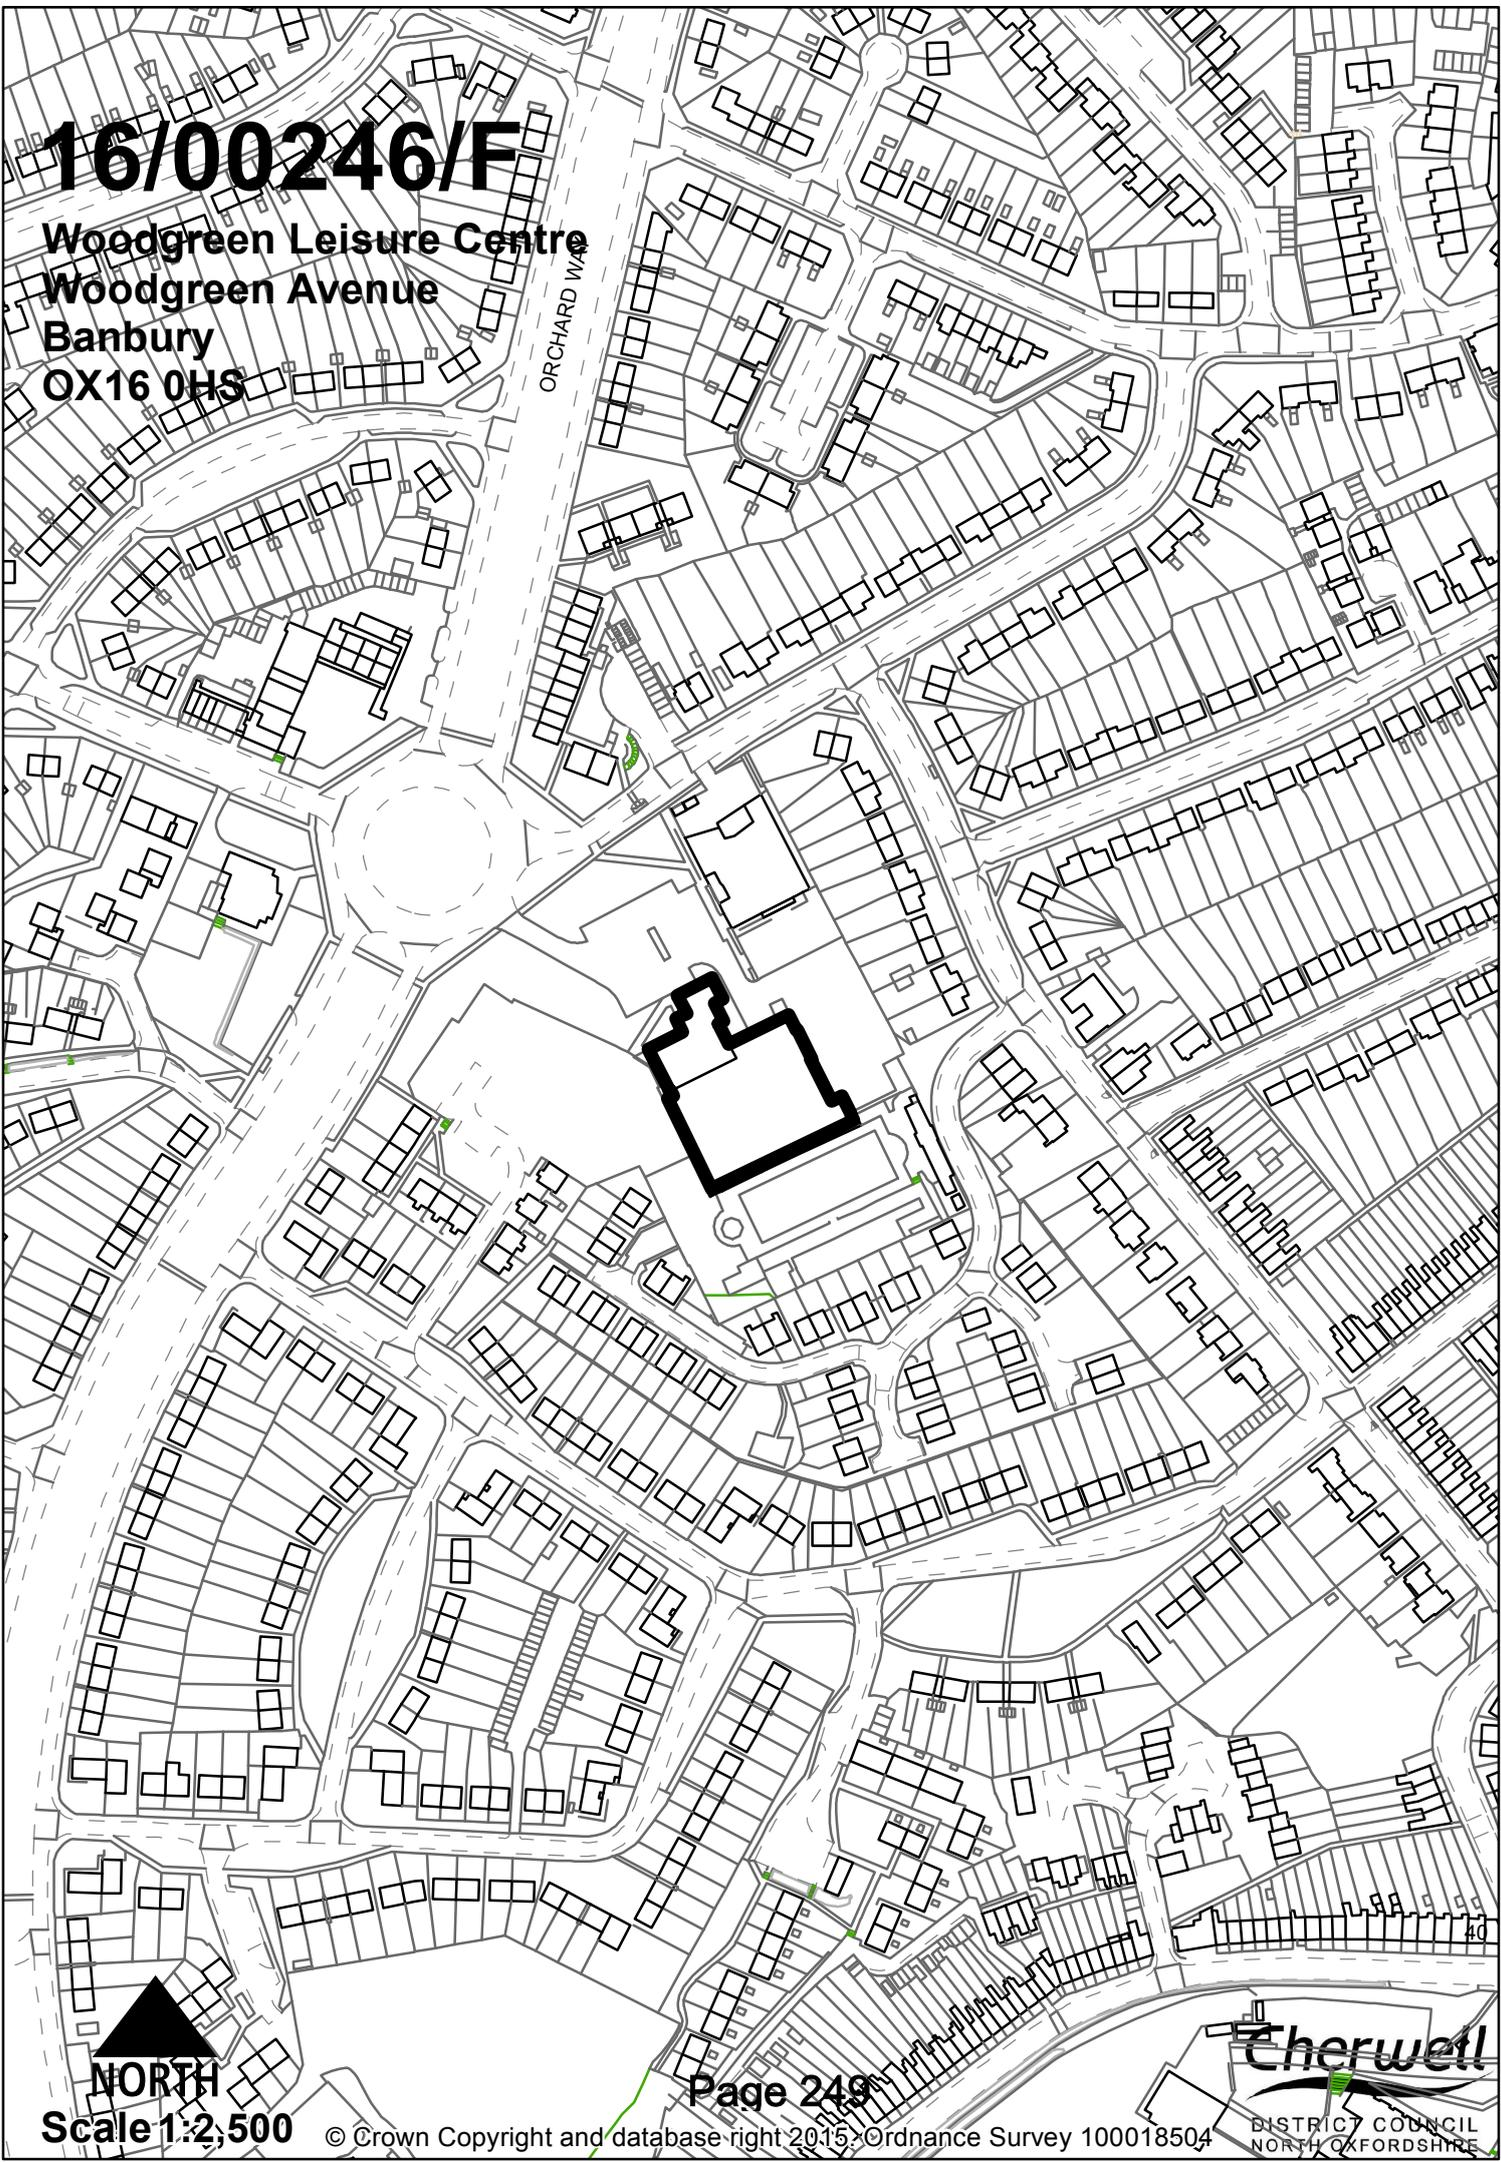 16/00246/F
Woodgreen Leisure Centre
Woodgreen Avenue
Banbury
OX16 0HS
ORCHARD WAY
40
NORTH
Scale 1:2,500
Page 249
© Crown Copyright and database right 2015. Ordnance Survey 100018504
Cherwell
DISTRICT COUNCIL
NORTH OXFORDSHIRE